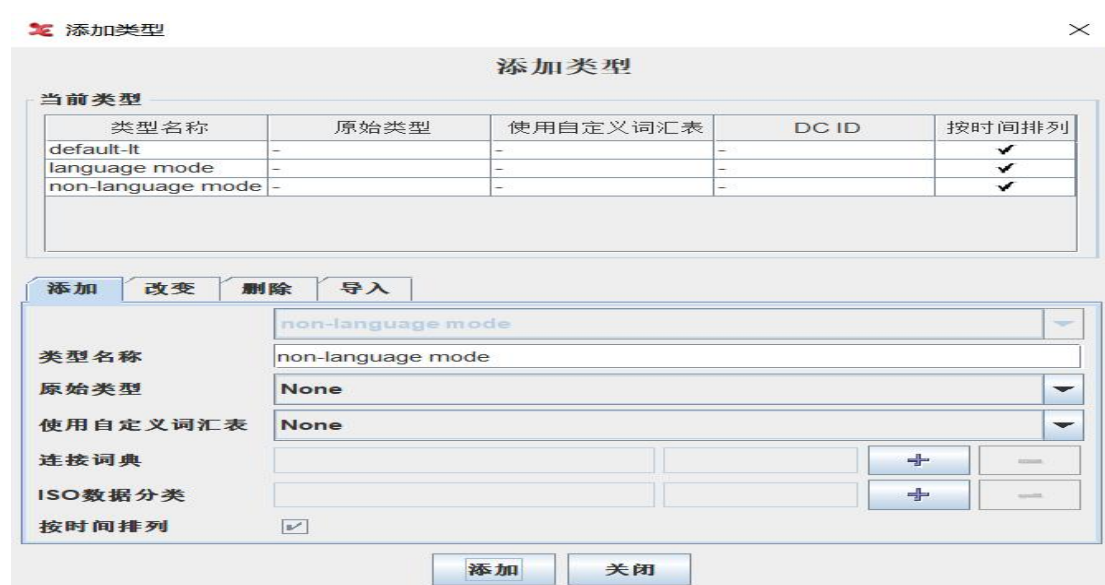 添加类型
添加类型
当前类型
类型名称 原始类型 使用自定义词汇表 DC ID 按时间排列
default-lt - - - ✔
language mode - - - ✔
non-language mode - - - ✔
添加 改变 删除 导入
non-language mode
类型名称 non-language mode
原始类型 None
使用自定义词汇表 None
连接词典
ISO数据分类
按时间排列
添加 关闭